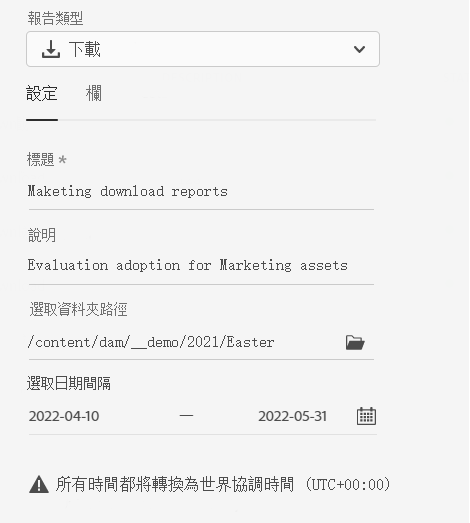 報告類型
下載
設定 欄
標題 *
Maketing download reports
說明
Evaluation adoption for Marketing assets
選取資料夾路徑
/content/dam/__demo/2021/Easter
選取日期間隔
2022-04-10 — 2022-05-31
所有時間都將轉換為世界協調時間 (UTC+00:00)